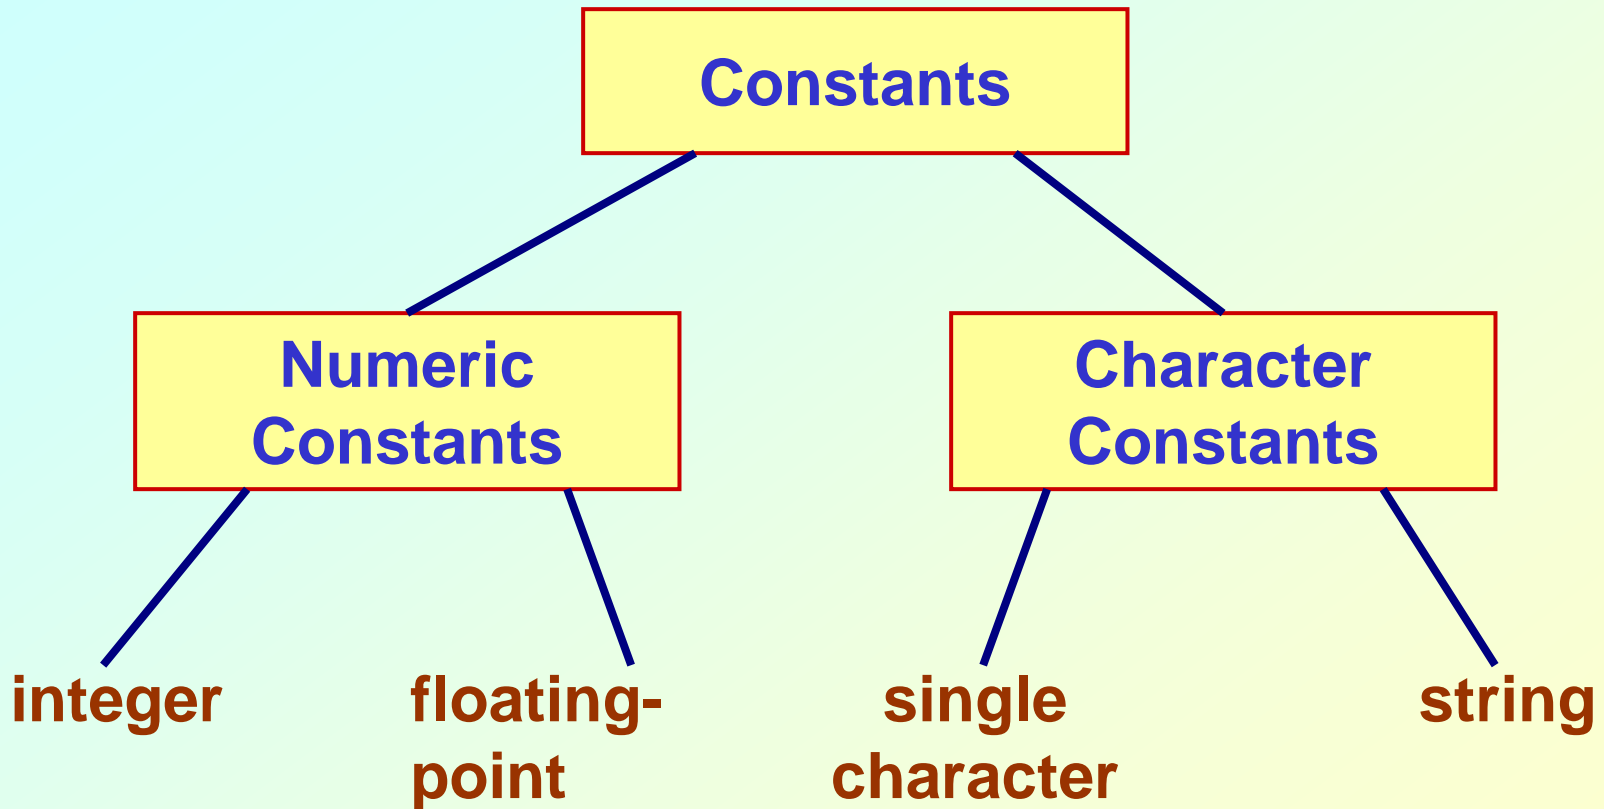 Constants
Numeric
Constants
Character
Constants
integer
floating-
point
single
character
string